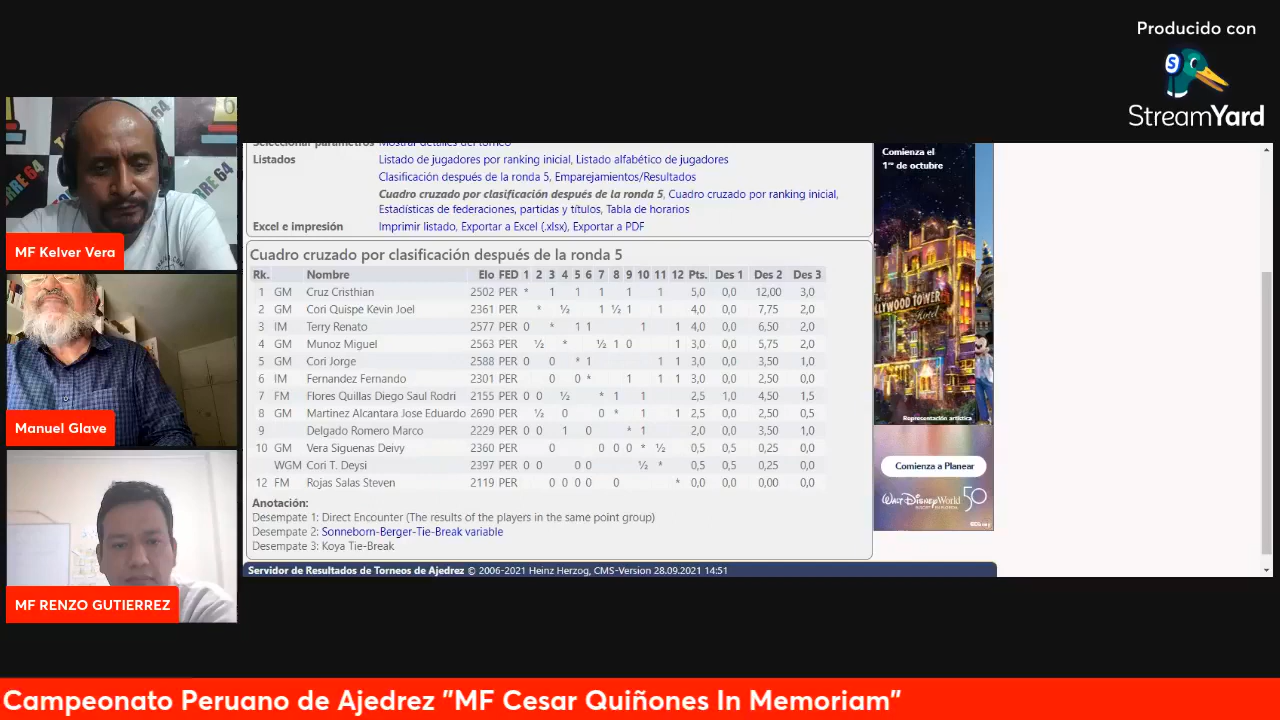 Producido con
StreamYard
MF Kelver Vera
Manuel Glave
MF RENZO GUTIERREZ
Seleccionar parámetros Mostrar detalles del torneo
Listados Listado de jugadores por ranking inicial, Listado alfabético de jugadores
Clasificación después de la ronda 5, Emparejamientos/Resultados
Cuadro cruzado por clasificación después de la ronda 5, Cuadro cruzado por ranking inicial,
Estadísticas de federaciones, partidas y títulos, Tabla de horarios
Excel e impresión Imprimir listado, Exportar a Excel (.xlsx), Exportar a PDF
Cuadro cruzado por clasificación después de la ronda 5
Rk. Nombre Elo FED 1 2 3 4 5 6 7 8 9 10 11 12 Pts. Des 1 Des 2 Des 3
1 GM Cruz Cristhian 2502 PER * 1 1 1 1 1 5,0 0,0 12,00 3,0
2 GM Cori Quispe Kevin Joel 2361 PER * ½ 1 ½ 1 1 4,0 0,0 7,75 2,0
3 IM Terry Renato 2577 PER 0 * 1 1 1 1 4,0 0,0 6,50 2,0
4 GM Munoz Miguel 2563 PER ½ * ½ 1 0 1 3,0 0,0 5,75 2,0
5 GM Cori Jorge 2588 PER 0 0 * 1 1 1 3,0 0,0 3,50 1,0
6 IM Fernandez Fernando 2301 PER 0 0 * 1 1 1 3,0 0,0 2,50 0,0
7 FM Flores Quillas Diego Saul Rodri 2155 PER 0 0 ½ * 1 1 2,5 1,0 4,50 1,5
8 GM Martinez Alcantara Jose Eduardo 2690 PER ½ 0 0 * 1 1 2,5 0,0 2,50 0,5
9 Delgado Romero Marco 2229 PER 0 0 1 0 * 1 2,0 0,0 3,50 1,0
10 GM Vera Siguenas Deivy 2360 PER 0 0 0 0 * ½ 0,5 0,5 0,25 0,0
WGM Cori T. Deysi 2397 PER 0 0 0 0 ½ * 0,5 0,5 0,25 0,0
12 FM Rojas Salas Steven 2119 PER 0 0 0 0 0 * 0,0 0,0 0,00 0,0
Anotación:
Desempate 1: Direct Encounter (The results of the players in the same point group)
Desempate 2: Sonneborn-Berger-Tie-Break variable
Desempate 3: Koya Tie-Break
Servidor de Resultados de Torneos de Ajedrez © 2006-2021 Heinz Herzog, CMS-Version 28.09.2021 14:51
Comienza el
1ro de octubre
HOLLYWOOD TOWER
Hotel
Representación artística
Comienza a Planear
Walt Disney World 50
Campeonato Peruano de Ajedrez "MF Cesar Quiñones In Memoriam"